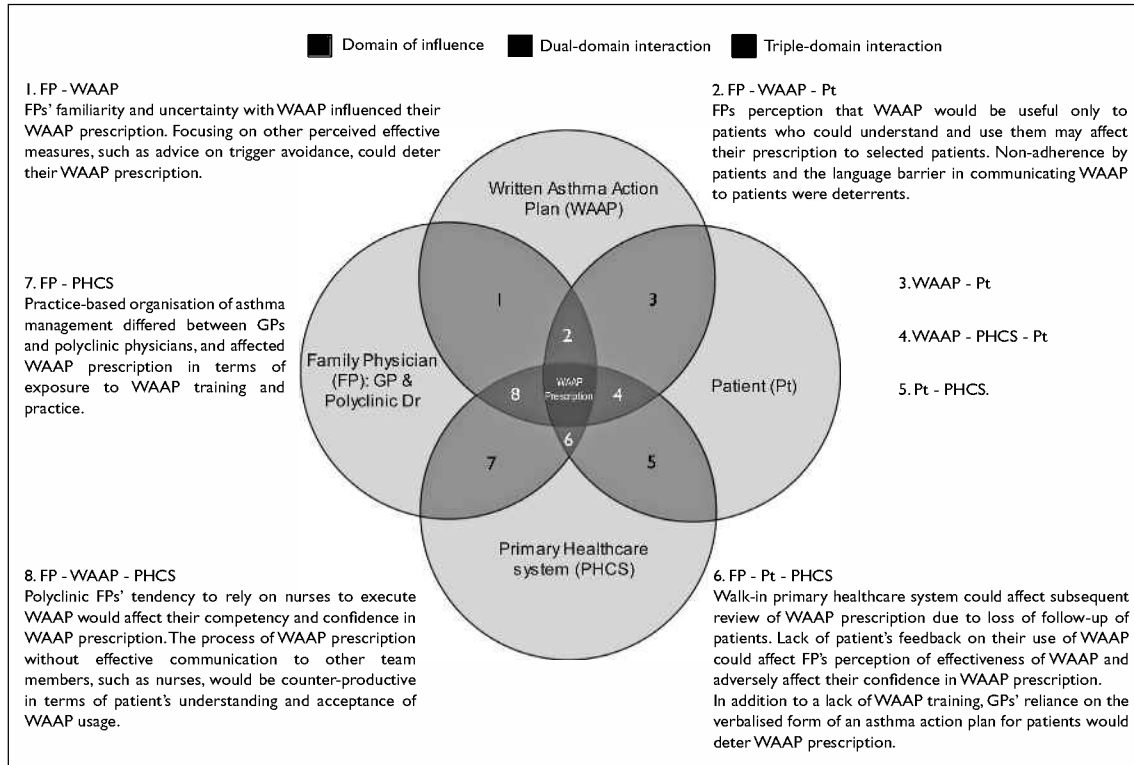 Domain of influence
Dual-domain interaction
Triple-domain interaction
1. FP - WAAP
FPs' familiarity and uncertainty with WAAP influenced their
WAAP prescription. Focusing on other perceived effective
measures, such as advice on trigger avoidance, could deter
their WAAP prescription.
2. FP - WAAP - Pt
FPs perception that WAAP would be useful only to
patients who could understand and use them may affect
their prescription to selected patients. Non-adherence by
patients and the language barrier in communicating WAAP
to patients were deterrents.
Written Asthma Action
Plan (WAAP)
7. FP - PHCS
Practice-based organisation of asthma
management differed between GPs
and polyclinic physicians, and affected
WAAP prescription in terms of
exposure to WAAP training and
practice.
1
3
2
3. WAAP - Pt
4. WAAP - PHCS - Pt
5. Pt - PHCS.
Family Physician
(FP): GP &
Polyclinic Dr
8
WAAP
Prescription
4
Patient (Pt)
6
7
5
Primary Healthcare
system (PHCS)
8. FP - WAAP - PHCS
Polyclinic FPs' tendency to rely on nurses to execute
WAAP would affect their competency and confidence in
WAAP prescription. The process of WAAP prescription
without effective communication to other team
members, such as nurses, would be counter-productive
in terms of patient's understanding and acceptance of
WAAP usage.
6. FP - Pt - PHCS
Walk-in primary healthcare system could affect subsequent
review of WAAP prescription due to loss of follow-up of
patients. Lack of patient's feedback on their use of WAAP
could affect FP's perception of effectiveness of WAAP and
adversely affect their confidence in WAAP prescription.
In addition to a lack of WAAP training, GPs' reliance on the
verbalised form of an asthma action plan for patients would
deter WAAP prescription.